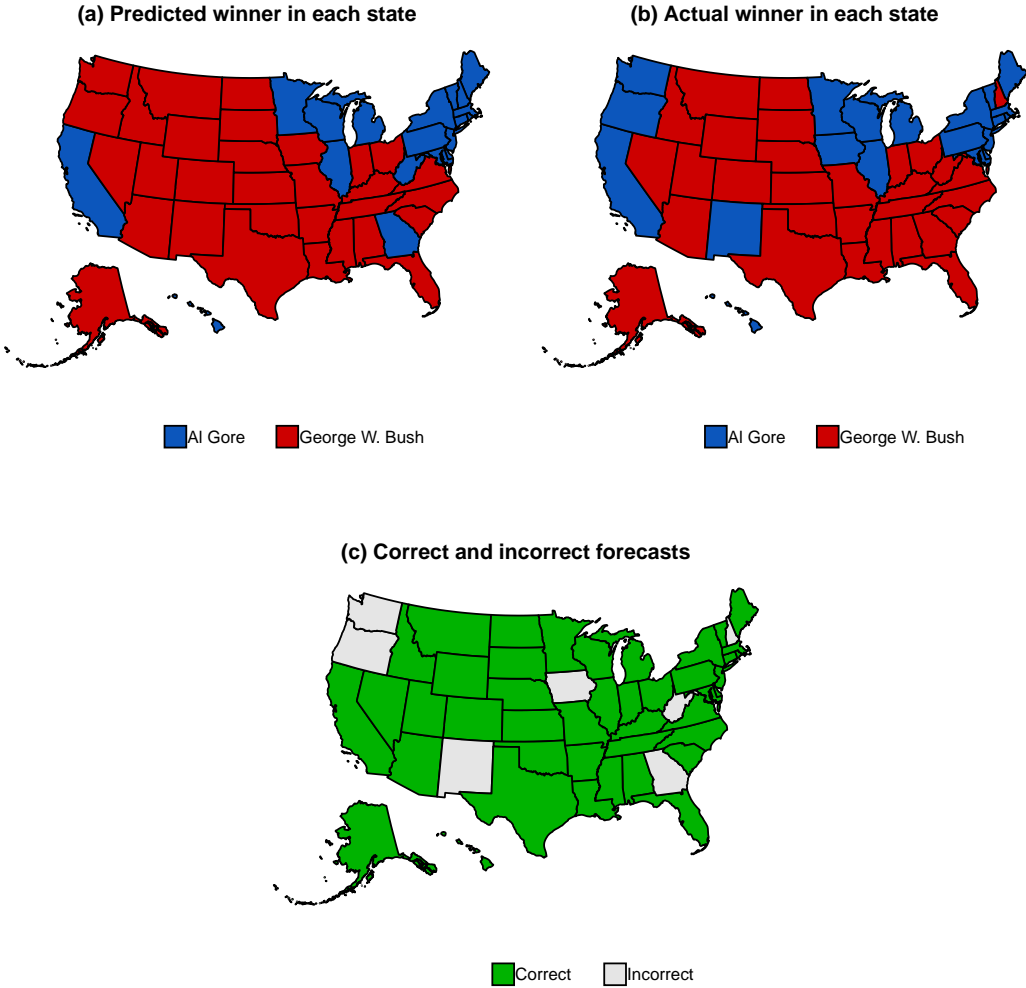 (a) Predicted winner in each state
(b) Actual winner in each state
Al Gore
George W. Bush
Al Gore
George W. Bush
(c) Correct and incorrect forecasts
Correct
Incorrect